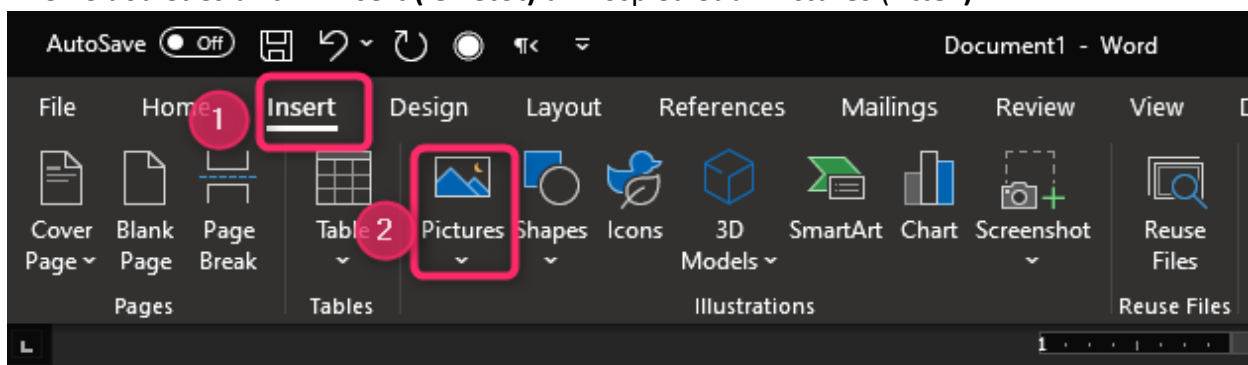 AutoSave Off Document1 - Word
File Home Insert Design Layout References Mailings Review View
1
2
Cover Page Blank Page Page Break Table Pictures Shapes Icons 3D Models SmartArt Chart Screenshot Reuse Files
Pages Tables Illustrations Reuse Files
L 1